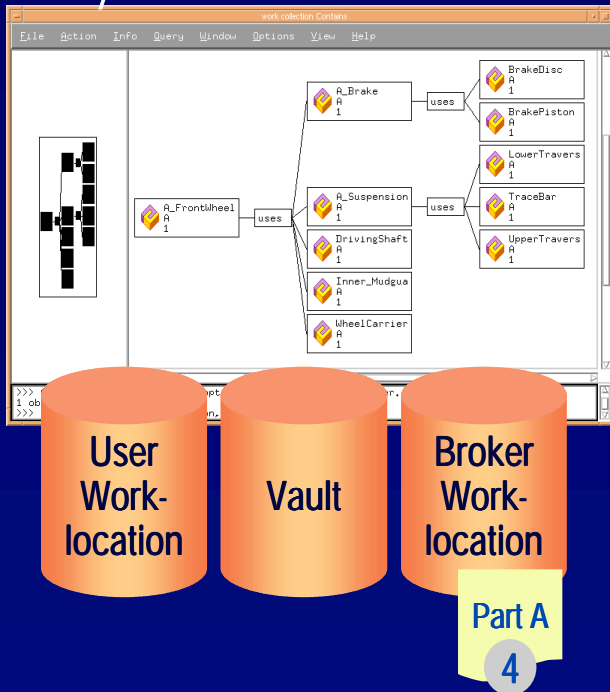 work collection Contains
File Action Info Query Window Options View Help
A_FrontWheel
A
1
uses
A_Brake
A
1
uses
BrakeDisc
A
1
BrakePiston
A
1
A_Suspension
A
1
uses
LowerTravers
A
1
TraceBar
A
1
UpperTravers
A
1
DrivingShaft
A
1
Inner_Mudgua
A
1
WheelCarrier
A
1
>>>
1 ob
>>>
User
Work-
location
Vault
Broker
Work-
location
Part A
4